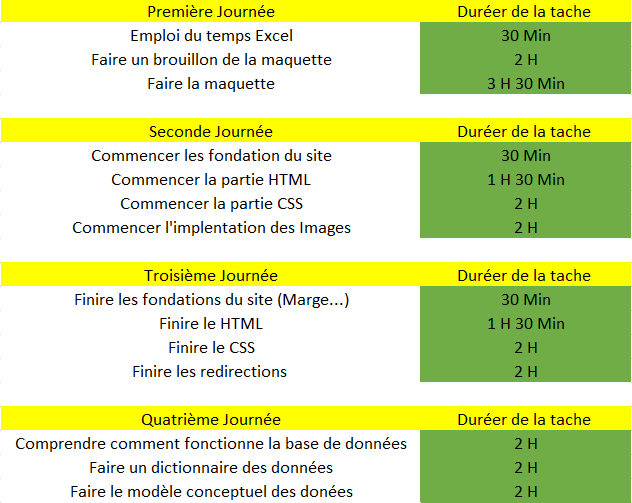 Première Journée Duréer de la tache
Emploi du temps Excel 30 Min
Faire un brouillon de la maquette 2 H
Faire la maquette 3 H 30 Min
Seconde Journée Duréer de la tache
Commencer les fondation du site 30 Min
Commencer la partie HTML 1 H 30 Min
Commencer la partie CSS 2 H
Commencer l'implentation des Images 2 H
Troisième Journée Duréer de la tache
Finire les fondations du site (Marge...) 30 Min
Finire le HTML 1 H 30 Min
Finire le CSS 2 H
Finire les redirections 2 H
Quatrième Journée Duréer de la tache
Comprendre comment fonctionne la base de données 2 H
Faire un dictionnaire des données 2 H
Faire le modèle conceptuel des donées 2 H